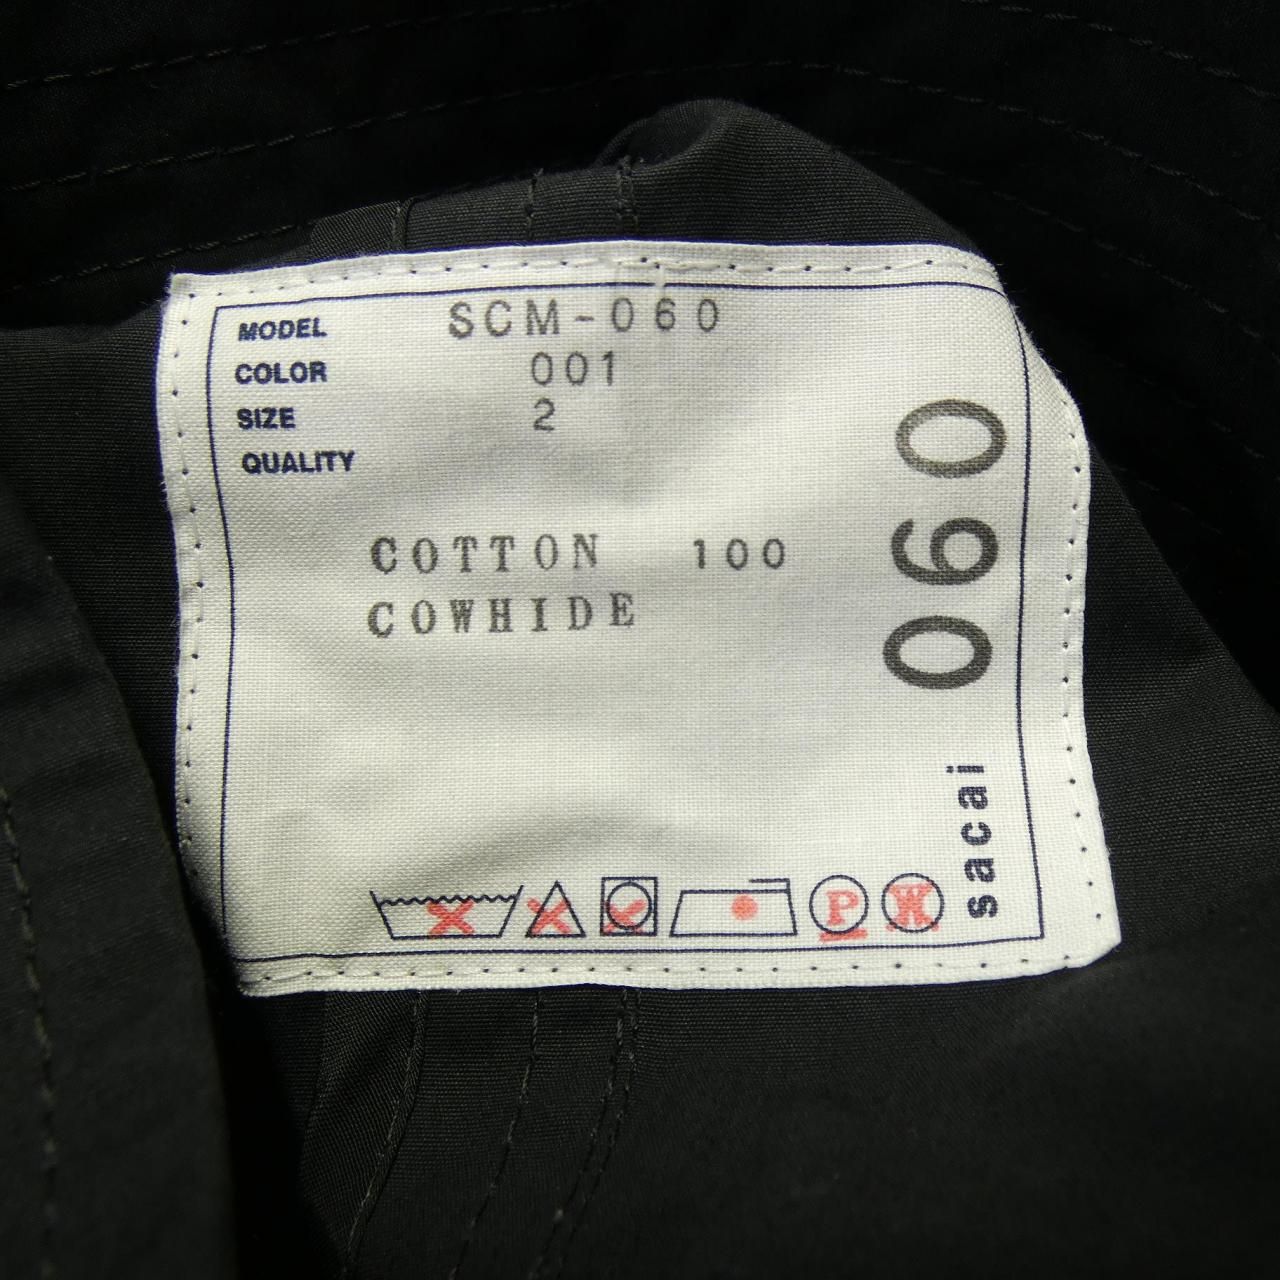 MODEL SCM-060
COLOR 001
SIZE 2
QUALITY
COTTON 100
COWHIDE
060
sacai
P
W